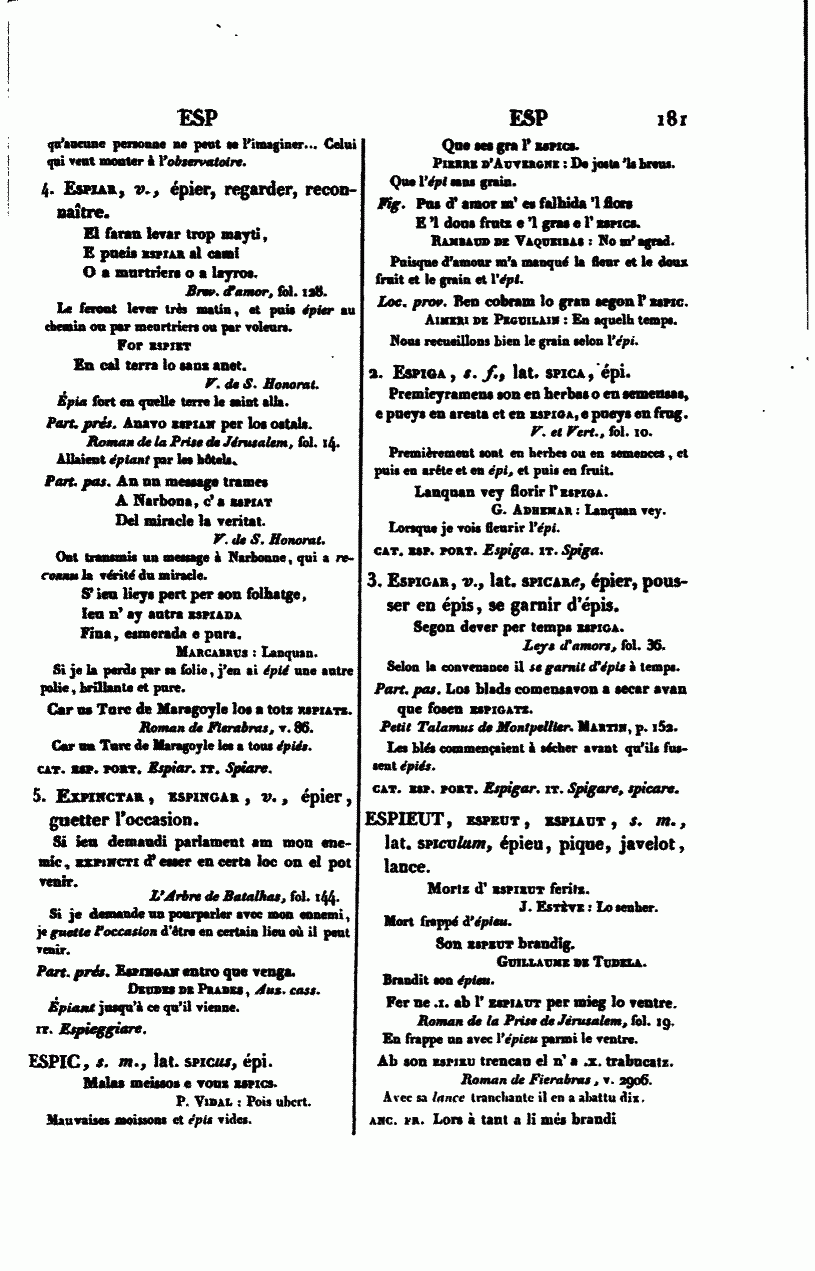 ESP
ESP 181
qu'aucune personne ne peut se l'imaginer... Celui
qui veut monter à l'observatoire.
4. ESPIAR, v., épier, regarder, recon-
naître.
El faran levar trop mayti,
E pueis ESPIAR al cami
O a murtriers o a layros.
Brev. d'amor, fol. 128.
Le feront lever très matin, et puis épier au
chemin ou par meurtriers ou par voleurs.
For ESPIET
En cal terra lo sans anet.
V. de S. Honorat.
Épia fort en quelle terre le saint alla.
Part. prés. Anavo ESPIAN per los ostals.
Roman de la Prise de Jérusalem, fol. 14.
Allaient épiant par les hôtels.
Part. pas. An un message trames
A Narbona, c'a ESPIAT
Del miracle la veritat.
V. de S. Honorat.
Ont transmis un message à Narbonne, qui a re-
connu la vérité du miracle.
S'ieu lieys pert per son folhatge,
Ieu n'ay autra ESPIADA
Fina, esmerada e pura.
MARCABRUS : Lanquan.
Si je la perds par sa folie, j'en ai épié une autre
polie, brillante et pure.
Car us Turc de Maragoyle los a totz ESPIATZ.
Roman de Fierabras, v. 86.
Car un Turc de Maragoyle les a tous épiés.
CAT. ESP. PORT. Espiar. IT. Spiare.
5. EXPINCTAR, ESPINGAR, v., épier,
guetter l'occasion.
Si ieu demandi parlament am mon ene-
mic, EXPINCTI d'esser en certa loc on el pot
venir.
L'Arbre de Batalhas, fol. 144.
Si je demande un pourparler avec mon ennemi,
je guette l'occasion d'être en certain lieu où il peut
venir.
Part. prés. ESPINGAN entro que venga.
DEUDES DE PRADES, Aus. cass.
Épiant jusqu'à ce qu'il vienne.
IT. Espieggiare.
ESPIC, s. m., lat. SPICUS, épi.
Malas meissos e vouz ESPICS.
P. VIDAL : Pois ubert.
Mauvaises moissons et épis vides.
Que ses gra l'ESPICS.
PIERRE D'AUVERGNE : De josta 'ls breus.
Que l'épi sans grain.
Fig. Pus d'amor m'es falhida 'l flors
E 'l dous frutz e 'l gras e l'ESPICS.
RAMBAUD DE VAQUEIRAS : No m'agrad.
Puisque d'amour m'a manqué la fleur et le doux
fruit et le grain et l'épi.
Loc. prov. Ben cobram lo gran segon l'ESPIC.
AIMERI DE PEGUILAIN : En aquelh temps.
Nous recueillons bien le grain selon l'épi.
2. ESPIGA, s. f., lat. SPICA, épi.
Premieyramens son en herbas o en semensas,
e pueys en aresta et en ESPIGA, e pueys en frug.
V. et Vert., fol. 10.
Premièrement sont en herbes ou en semences, et
puis en arête et en épi, et puis en fruit.
Lanquan vey florir l'ESPIGA.
G. ADHEMAR : Lanquan vey.
Lorsque je vois fleurir l'épi.
CAT. ESP. PORT. Espiga. IT. Spiga.
3. ESPIGAR, v., lat. SPICARe, épier, pous-
ser en épis, se garnir d'épis.
Segon dever per temps ESPIGA.
Leys d'amors, fol. 36.
Selon la convenance il se garnit d'épis à temps.
Part. pas. Los blads comensavon a secar avan
que foseu ESPIGATZ.
Petit Talamus de Montpellier. MARTIN, p. 152.
Les blés commençaient à sécher avant qu'ils fus-
sent épiés.
CAT. ESP. PORT. Espigar. IT. Spigare, spicare.
ESPIEUT, ESPEUT, ESPIAUT, s. m.,
lat. SPICulum, épieu, pique, javelot,
lance.
Mortz d'ESPIEUT feritz.
J. ESTÈVE : Lo senher.
Mort frappé d'épieu.
Son ESPEUT brandig.
GUILLAUME DE TUDELA.
Brandit son épieu.
Fer ne .I. ab l'ESPIAUT per mieg lo ventre.
Roman de la Prise de Jérusalem, fol. 19.
En frappe un avec l'épieu parmi le ventre.
Ab son ESPIEU trencan el n'a .X. trabucatz.
Roman de Fierabras, v. 2906.
Avec sa lance tranchante il en a abattu dix.
ANC. FR. Lors à tant a li més brandi